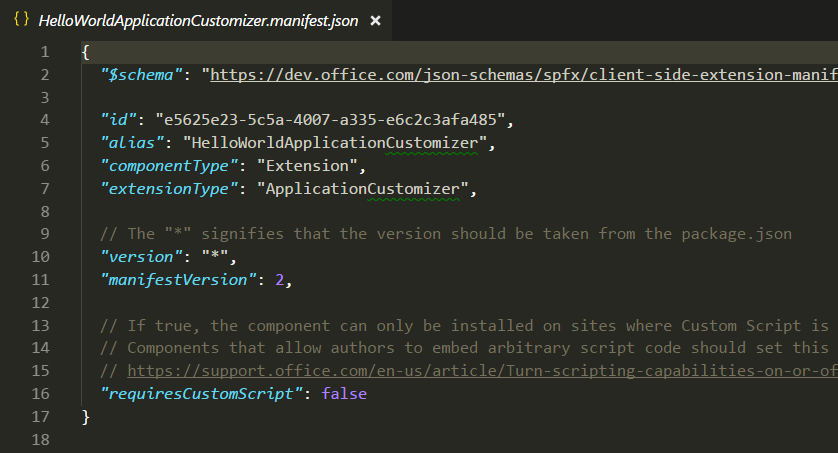 { } HelloWorldApplicationCustomizer.manifest.json ×
1 {
2 "$schema": "https://dev.office.com/json-schemas/spfx/client-side-extension-manif
3
4 "id": "e5625e23-5c5a-4007-a335-e6c2c3afa485",
5 "alias": "HelloWorldApplicationCustomizer",
6 "componentType": "Extension",
7 "extensionType": "ApplicationCustomizer",
8
9 // The "*" signifies that the version should be taken from the package.json
10 "version": "*",
11 "manifestVersion": 2,
12
13 // If true, the component can only be installed on sites where Custom Script is
14 // Components that allow authors to embed arbitrary script code should set this
15 // https://support.office.com/en-us/article/Turn-scripting-capabilities-on-or-of
16 "requiresCustomScript": false
17 }
18